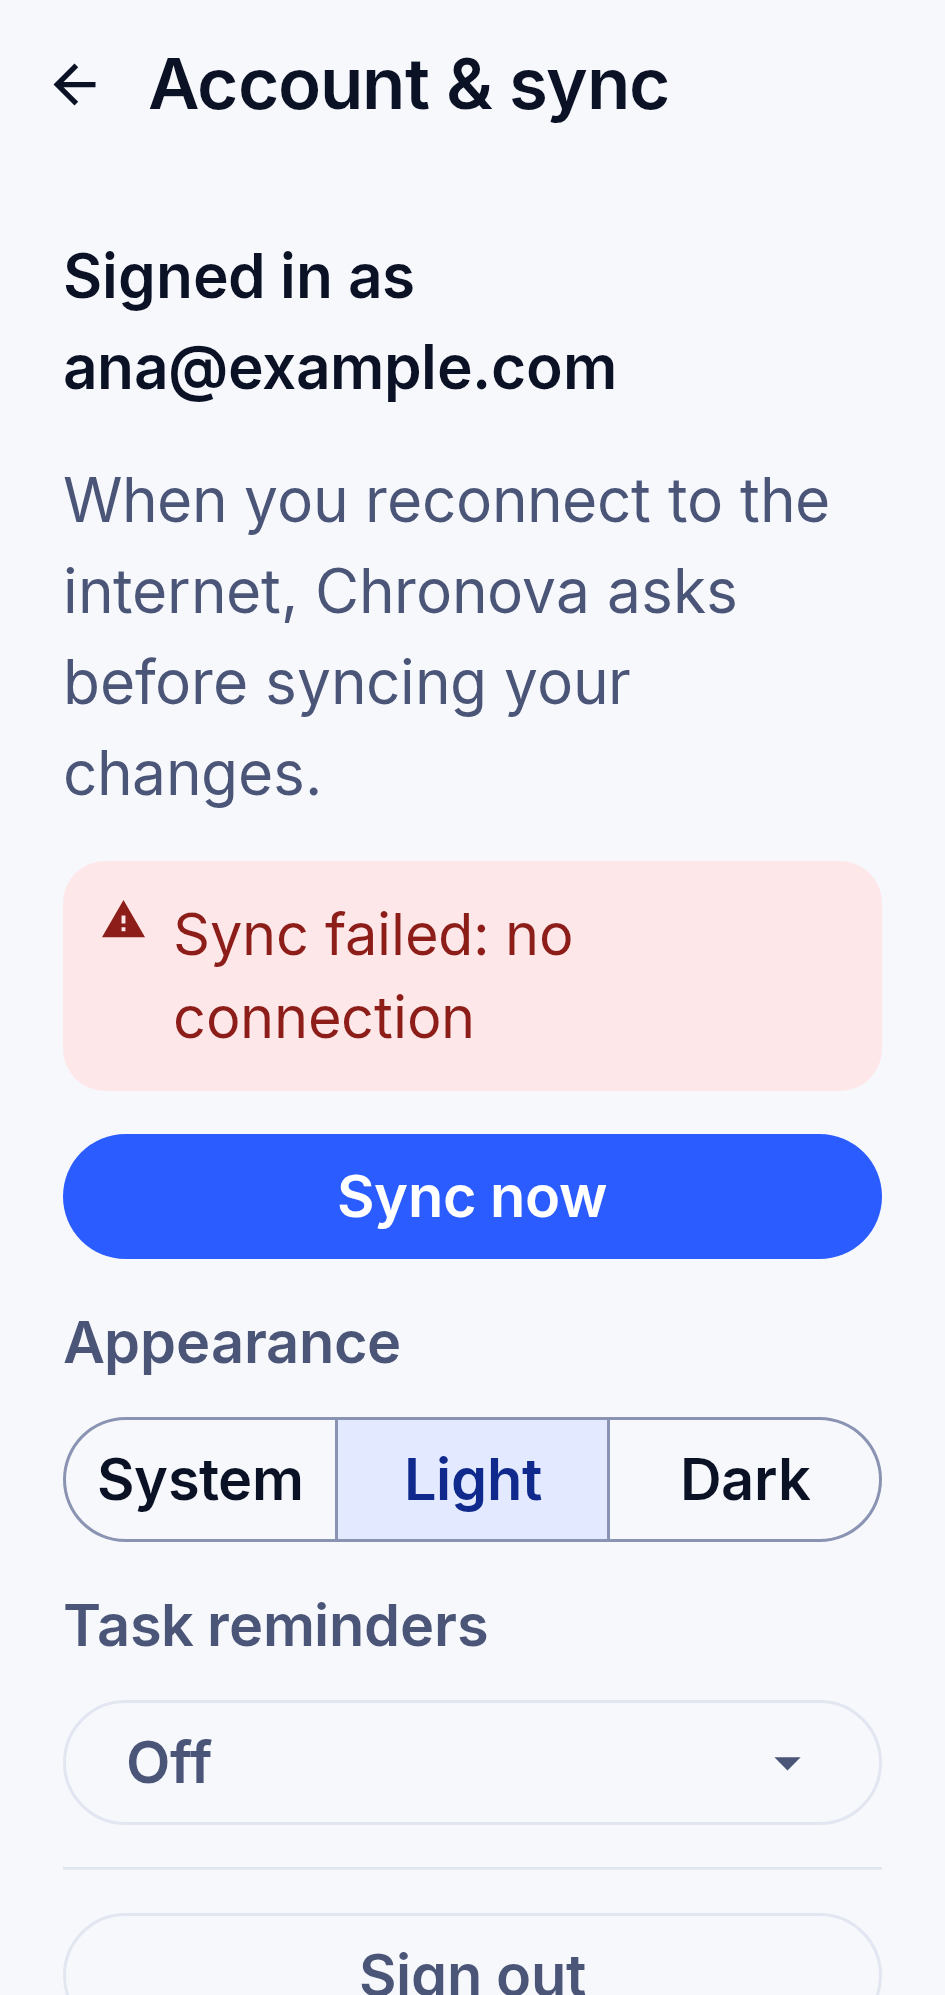 Account & sync
Signed in as
ana@example.com
When you reconnect to the
internet, Chronova asks
before syncing your
changes.
Sync failed: no
connection
Sync now
Appearance
System Light Dark
Task reminders
Off
Sign out